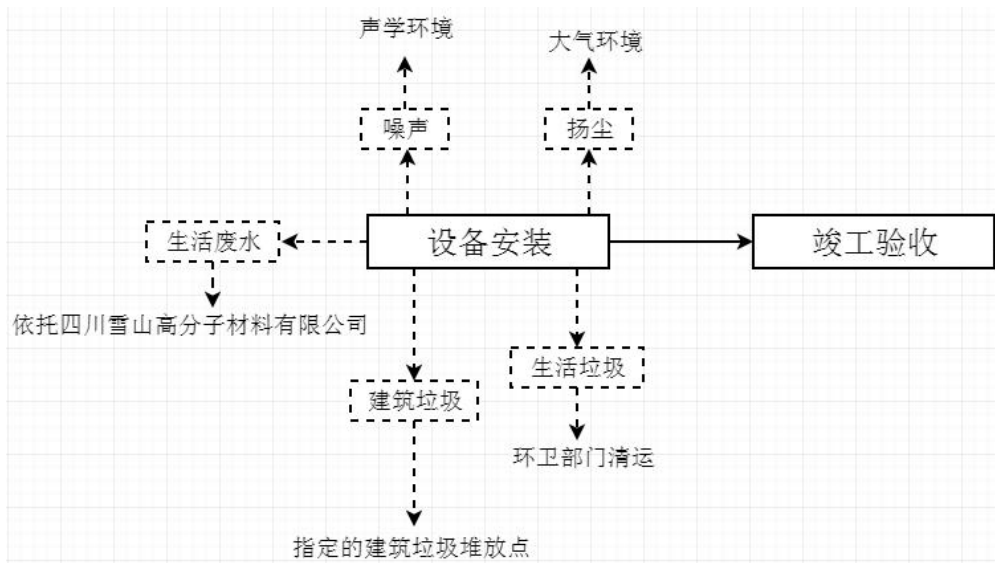 声学环境
大气环境
噪声
扬尘
生活废水
设备安装
竣工验收
依托四川雪山高分子材料有限公司
生活垃圾
建筑垃圾
环卫部门清运
指定的建筑垃圾堆放点